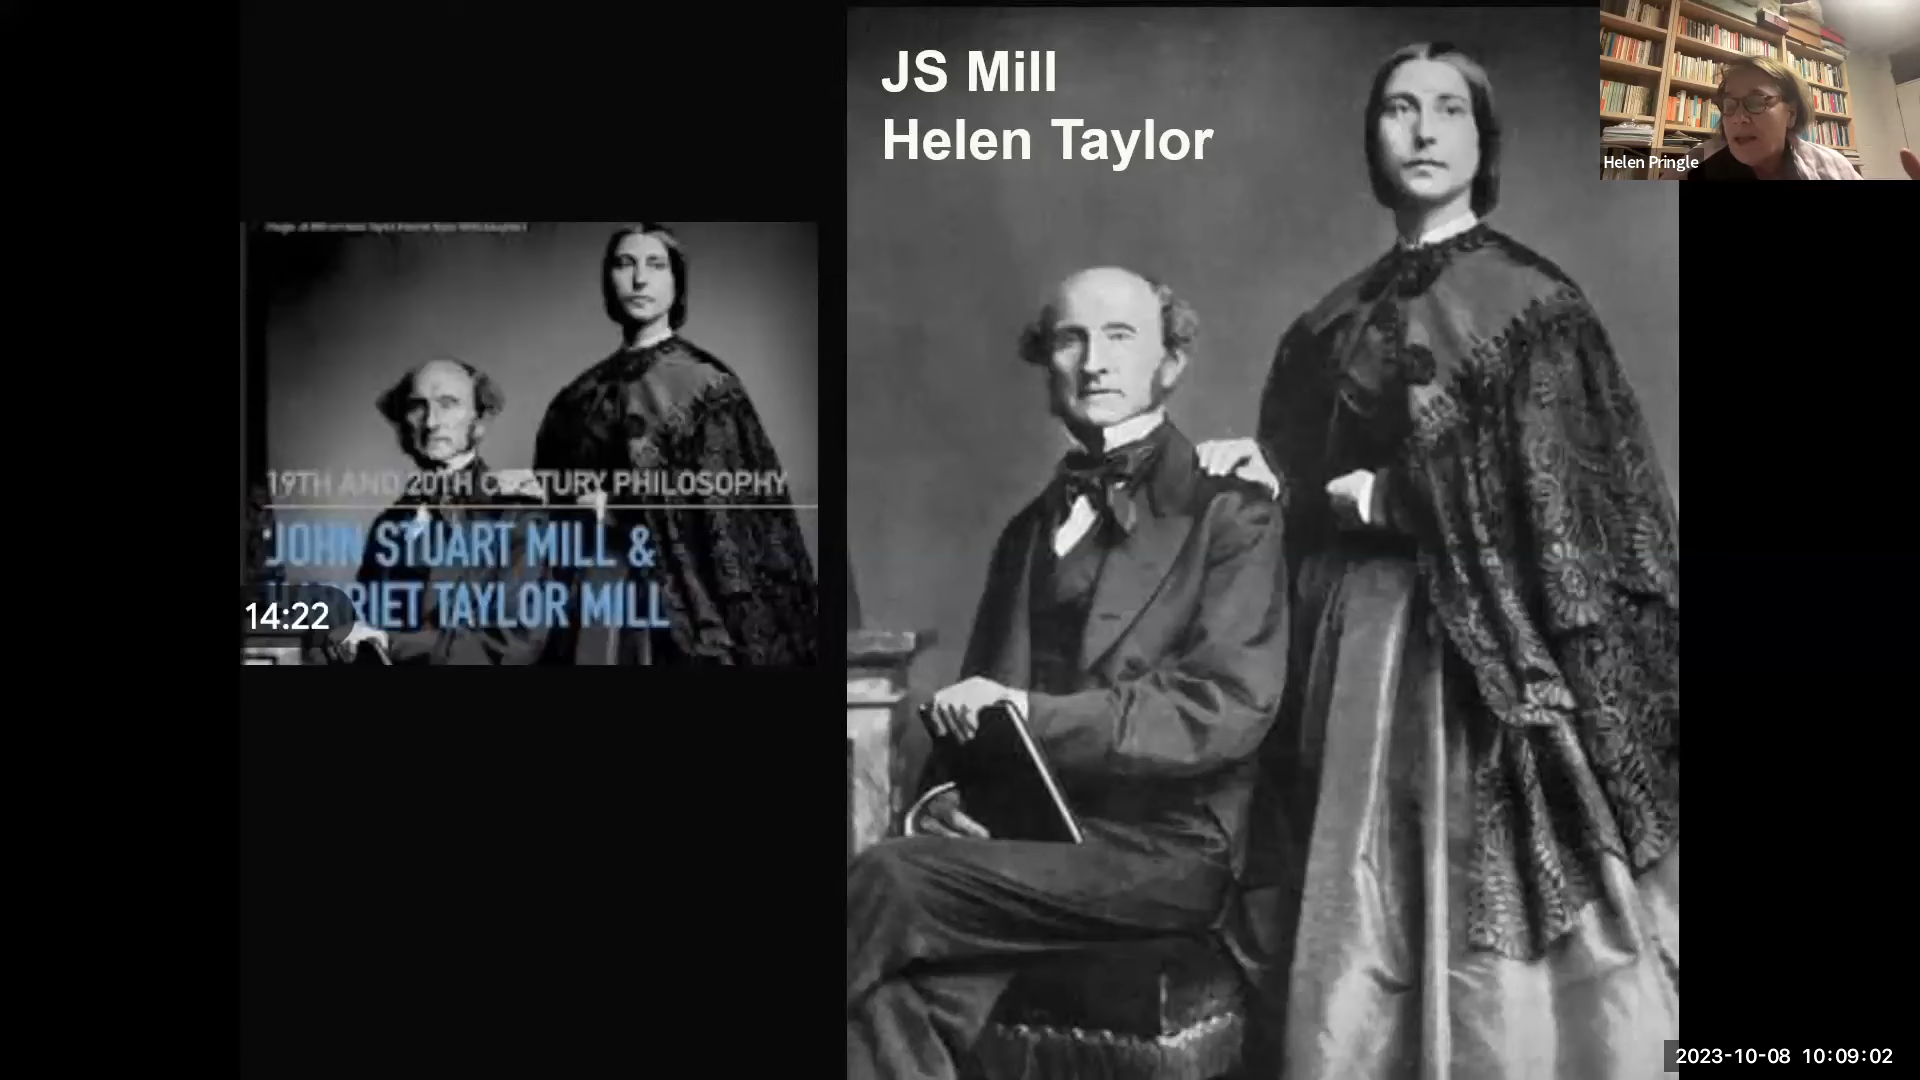 JS Mill
Helen Taylor
Helen Pringle
19TH AND 20TH CENTURY PHILOSOPHY
JOHN STUART MILL &
RIET TAYLOR MILL
14:22
2023-10-08 10:09:02